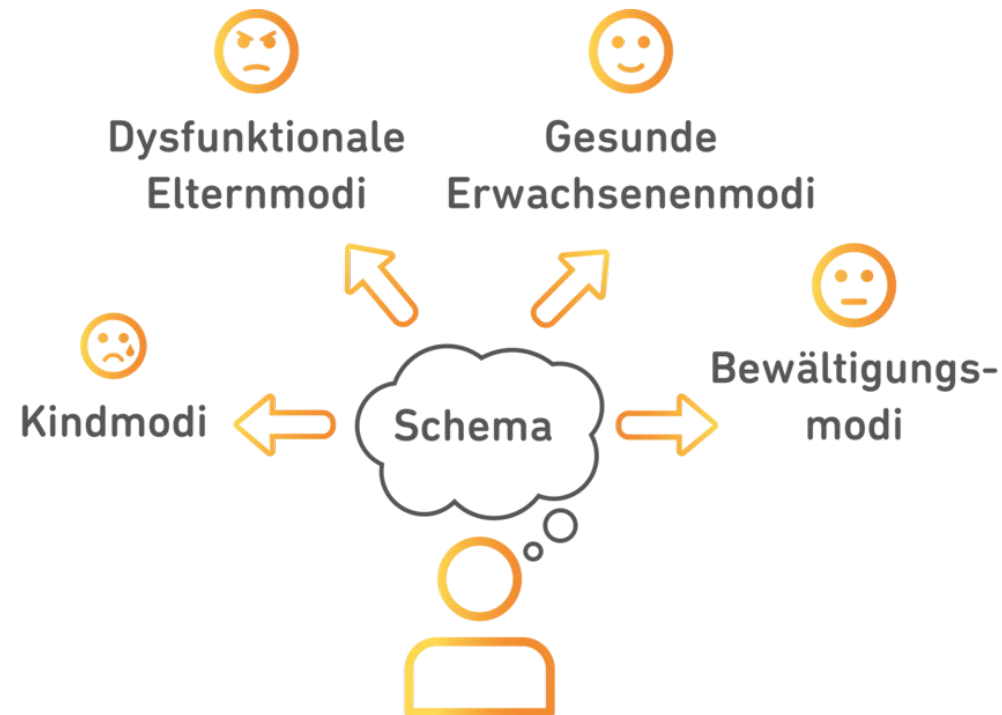 Dysfunktionale
Elternmodi
Gesunde
Erwachsenenmodi
Kindmodi
Schema
Bewältigungs-
modi